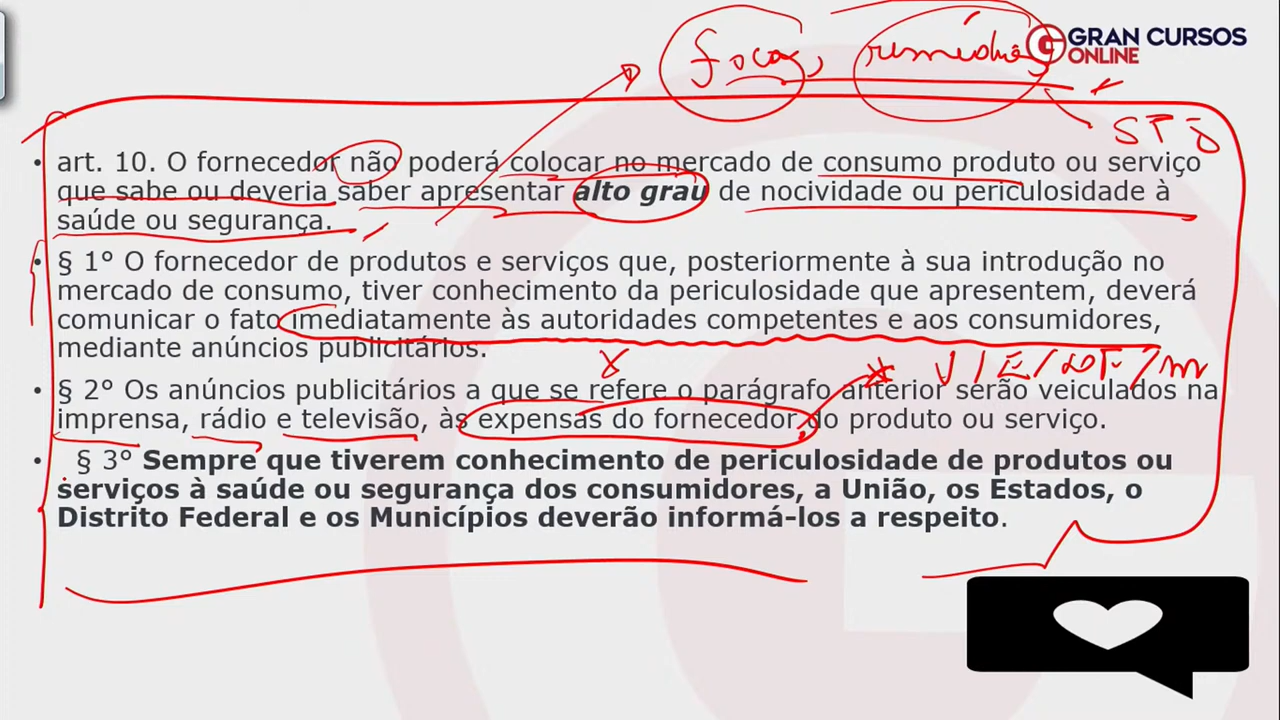 GRAN CURSOS
ONLINE
faca, remédio
STJ
• art. 10. O fornecedor não poderá colocar no mercado de consumo produto ou serviço
que sabe ou deveria saber apresentar alto grau de nocividade ou periculosidade à
saúde ou segurança.
• § 1° O fornecedor de produtos e serviços que, posteriormente à sua introdução no
mercado de consumo, tiver conhecimento da periculosidade que apresentem, deverá
comunicar o fato imediatamente às autoridades competentes e aos consumidores,
mediante anúncios publicitários.
U/E/DF/M
• § 2° Os anúncios publicitários a que se refere o parágrafo anterior serão veiculados na
imprensa, rádio e televisão, às expensas do fornecedor do produto ou serviço.
• § 3° Sempre que tiverem conhecimento de periculosidade de produtos ou
serviços à saúde ou segurança dos consumidores, a União, os Estados, o
Distrito Federal e os Municípios deverão informá-los a respeito.